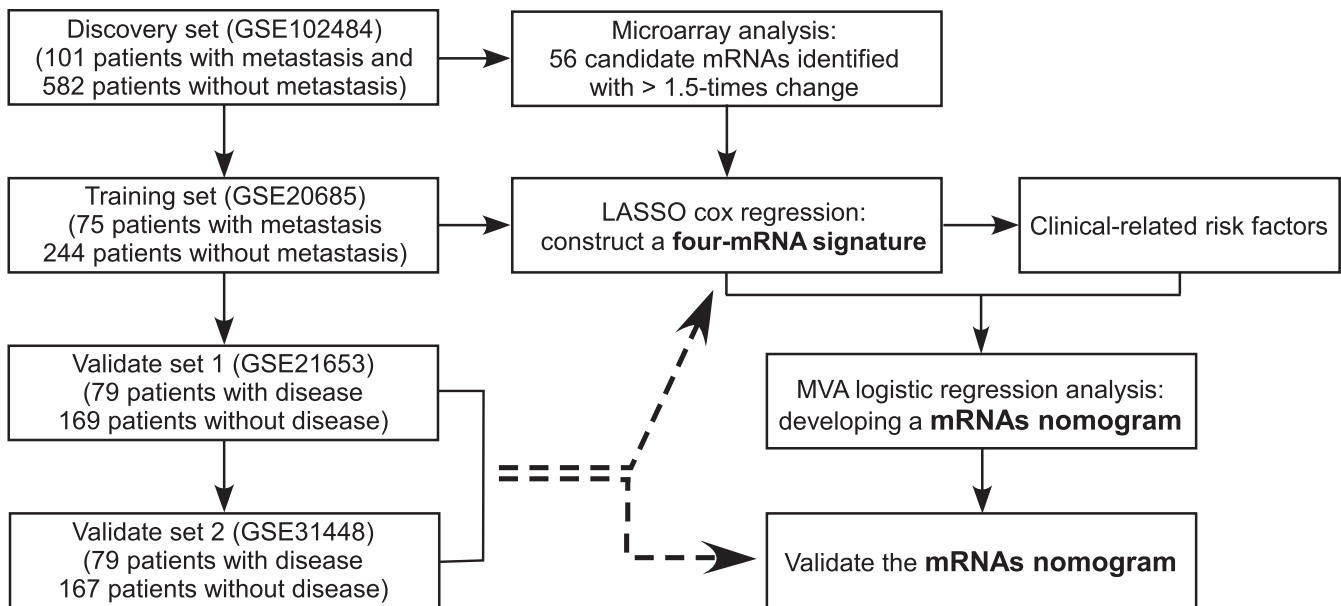 Discovery set (GSE102484)
(101 patients with metastasis and
582 patients without metastasis)
Microarray analysis:
56 candidate mRNAs identified
with > 1.5-times change
Training set (GSE20685)
(75 patients with metastasis
244 patients without metastasis)
LASSO cox regression:
construct a four-mRNA signature
Clinical-related risk factors
Validate set 1 (GSE21653)
(79 patients with disease
169 patients without disease)
MVA logistic regression analysis:
developing a mRNAs nomogram
Validate set 2 (GSE31448)
(79 patients with disease
167 patients without disease)
Validate the mRNAs nomogram